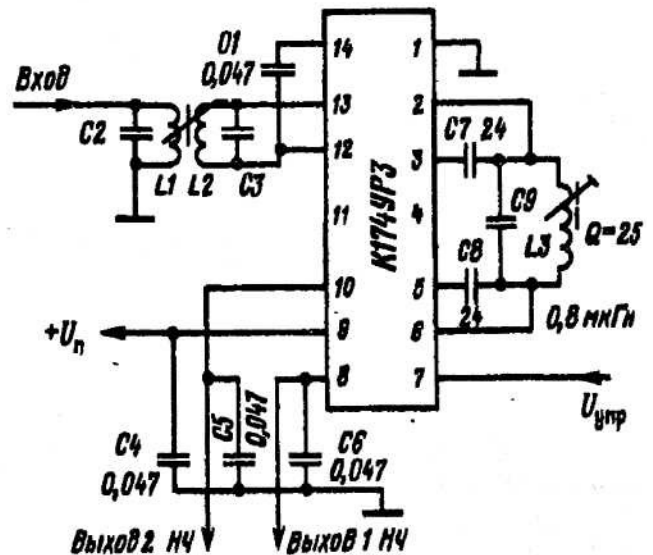 Вход
C1
0,047
C2
L1
L2
C3
14
13
12
11
10
9
8
К174УР3
1
2
3
4
5
6
7
C7 24
C9
L3
Q=25
C8
24
0,8 мкГн
+Uп
Uупр
C4
0,047
C5
0,047
C6
0,047
Выход 2 НЧ
Выход 1 НЧ